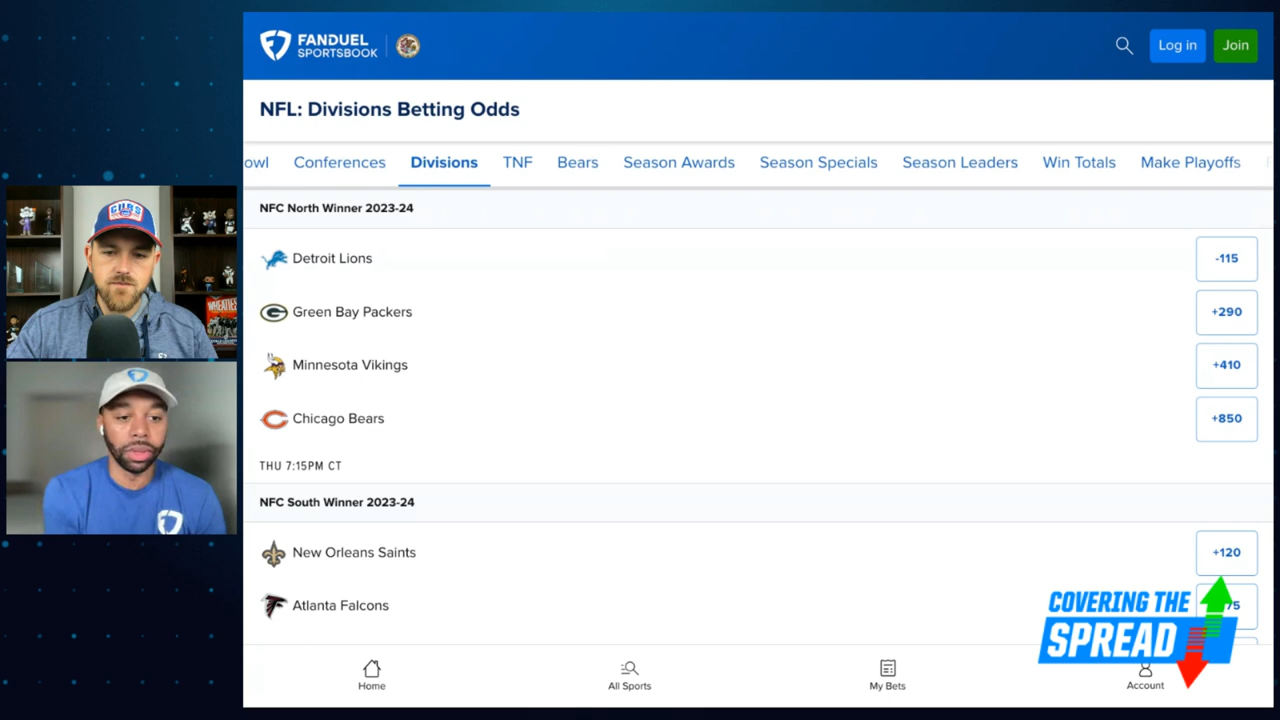 FANDUEL
SPORTSBOOK
Log in
Join
NFL: Divisions Betting Odds
owl Conferences Divisions TNF Bears Season Awards Season Specials Season Leaders Win Totals Make Playoffs
NFC North Winner 2023-24
Detroit Lions -115
Green Bay Packers +290
Minnesota Vikings +410
Chicago Bears +850
THU 7:15PM CT
NFC South Winner 2023-24
New Orleans Saints +120
Atlanta Falcons 75
COVERING THE
SPREAD
Home All Sports My Bets Account
CUBS
WHEATIES